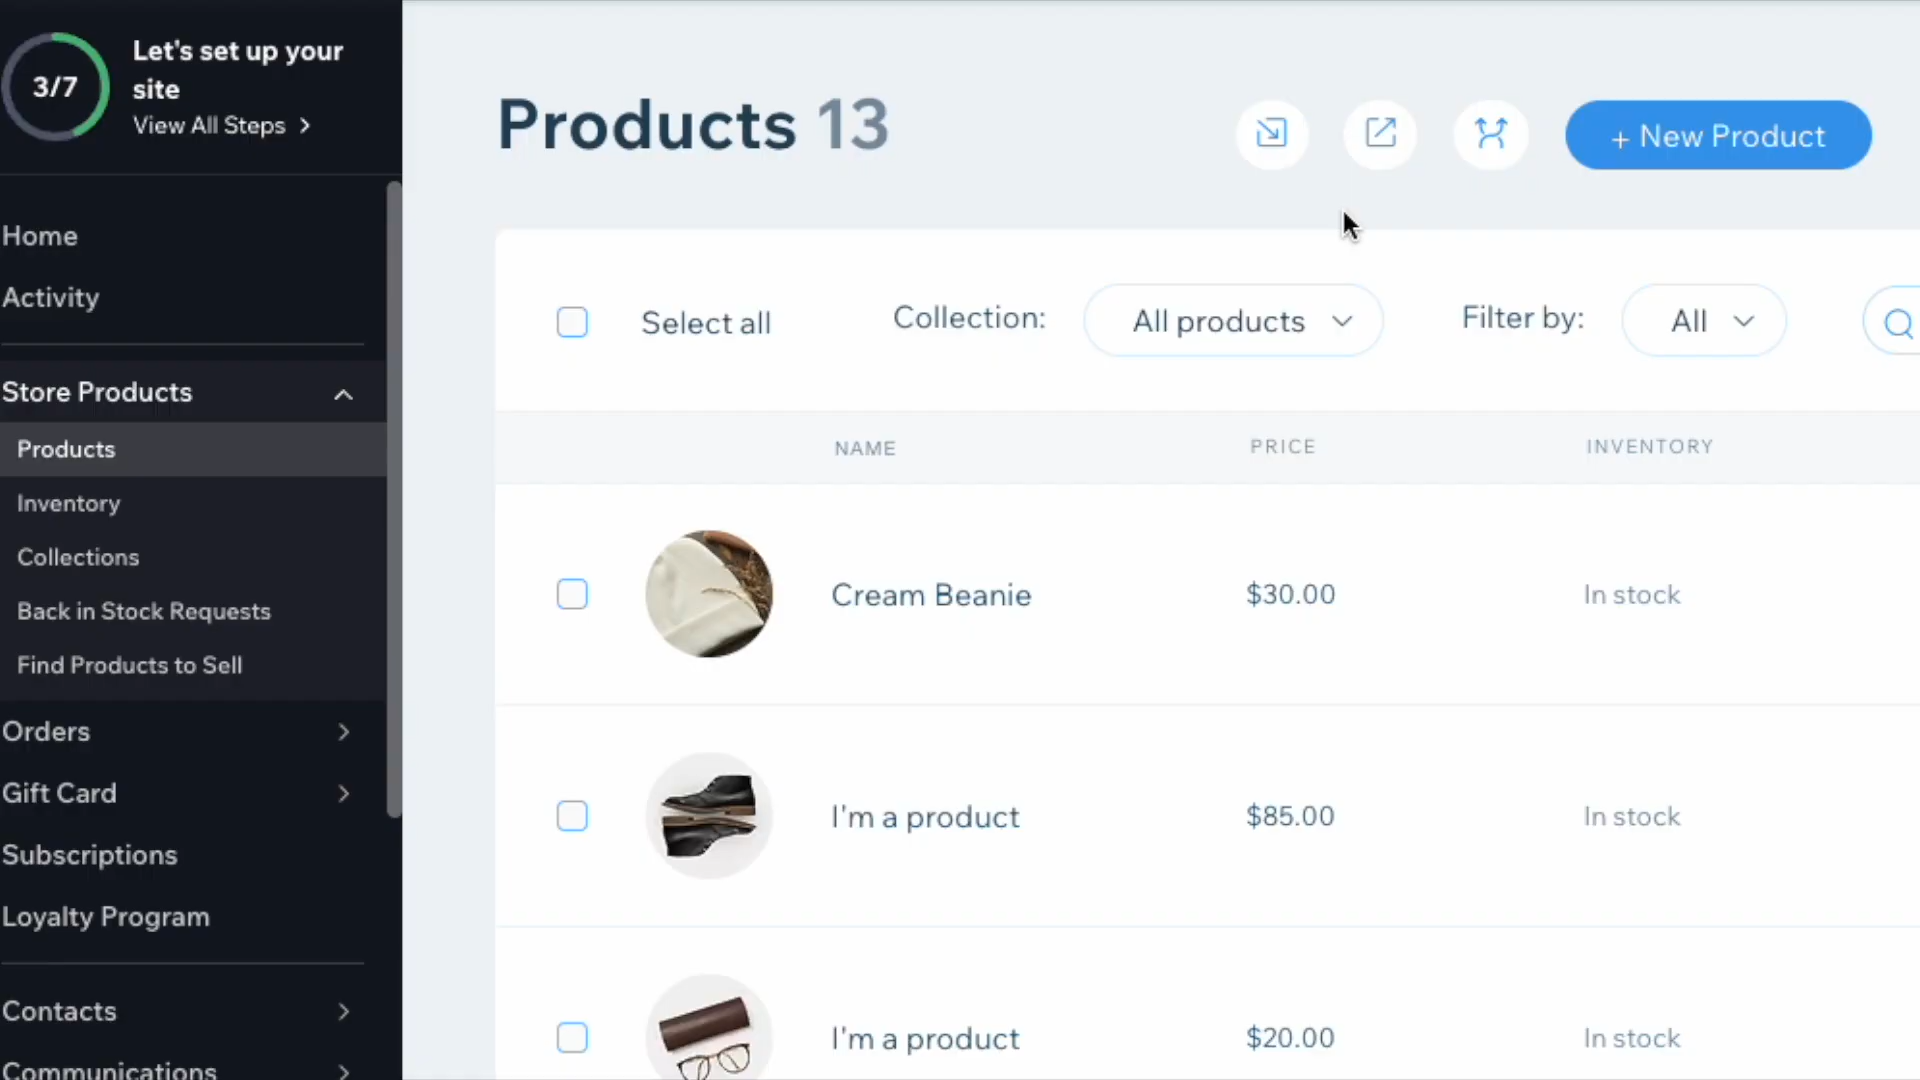 3/7
Let's set up your
site
View All Steps
Home
Activity
Store Products
Products
Inventory
Collections
Back in Stock Requests
Find Products to Sell
Orders
Gift Card
Subscriptions
Loyalty Program
Contacts
Communications
Products 13
+ New Product
Select all
Collection:
All products
Filter by:
All
NAME
PRICE
INVENTORY
Cream Beanie
$30.00
In stock
I'm a product
$85.00
In stock
I'm a product
$20.00
In stock